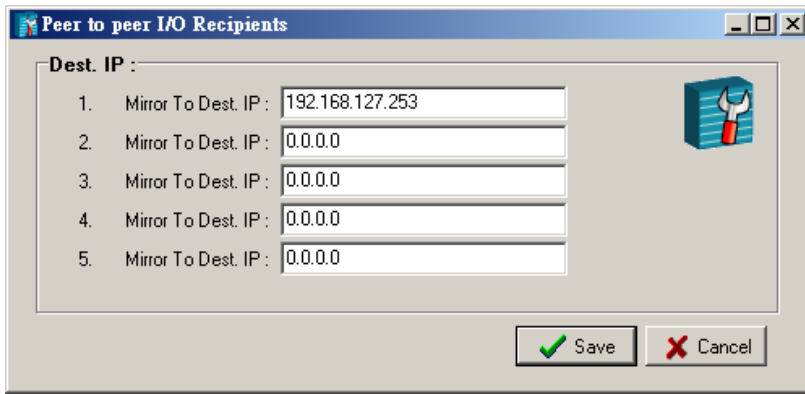 Peer to peer I/O Recipients
Dest. IP :
1. Mirror To Dest. IP : 192.168.127.253
2. Mirror To Dest. IP : 0.0.0.0
3. Mirror To Dest. IP : 0.0.0.0
4. Mirror To Dest. IP : 0.0.0.0
5. Mirror To Dest. IP : 0.0.0.0
Save Cancel